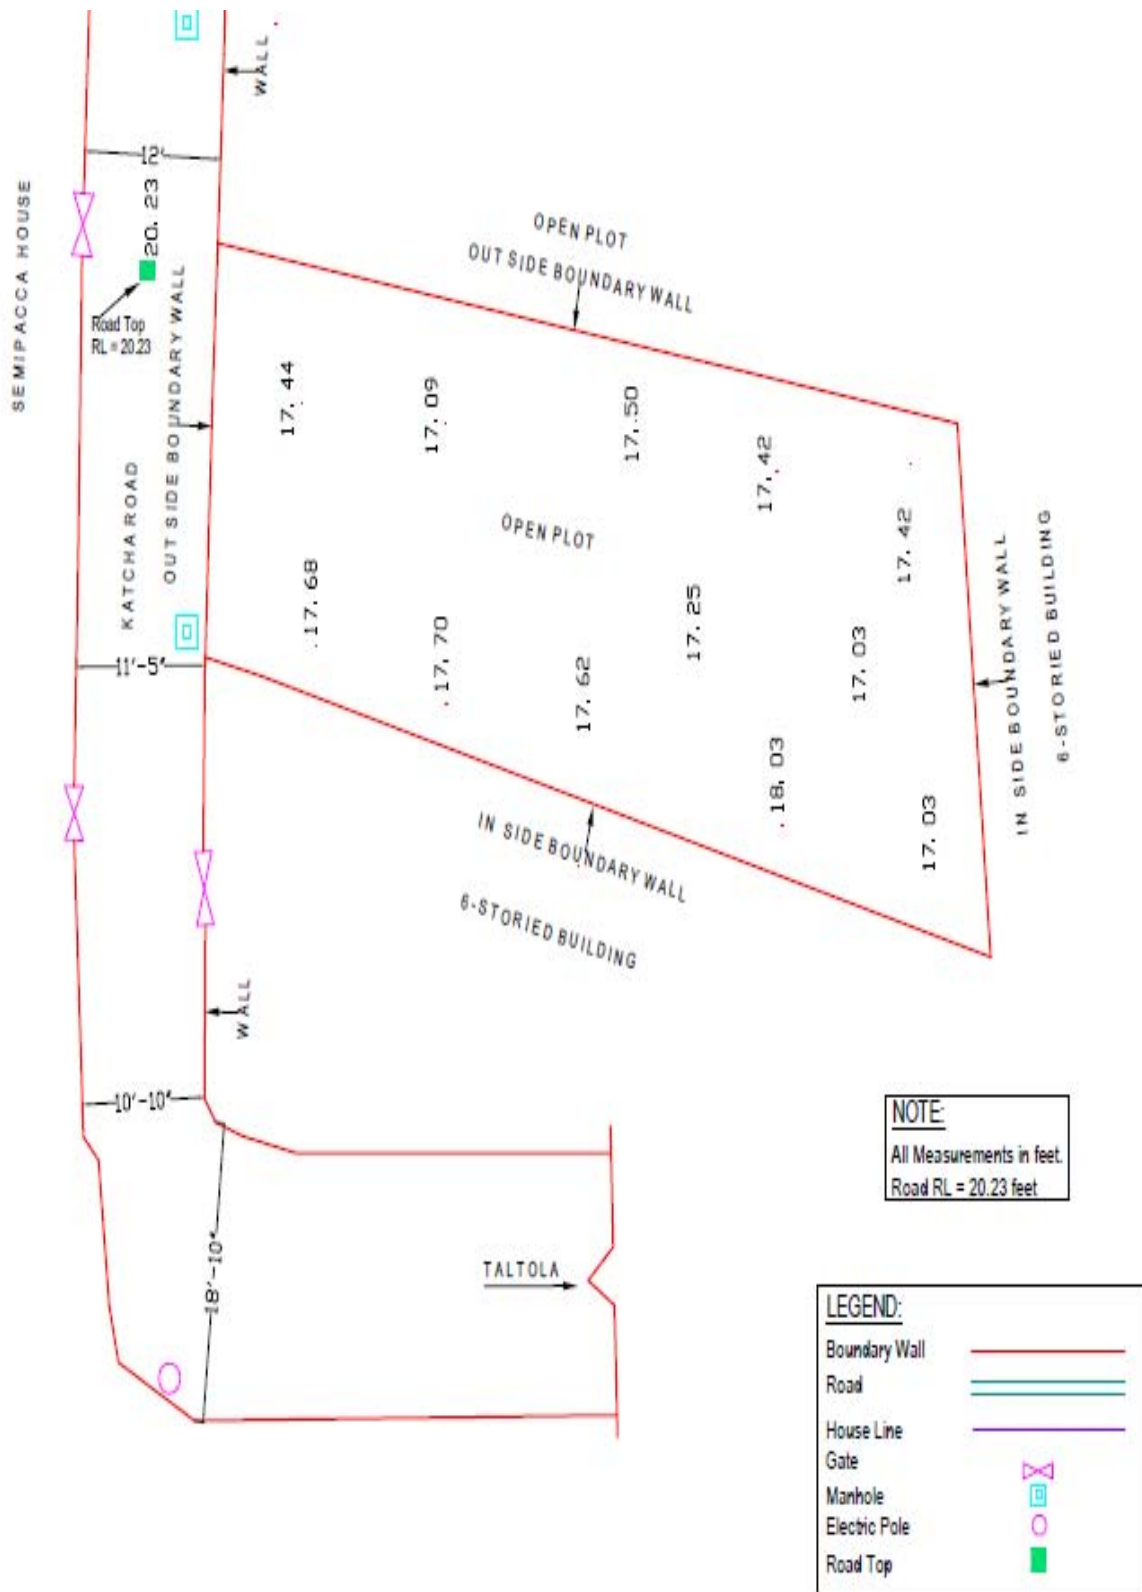 WALL
12'
SEMIPACCA HOUSE
20. 23
Road Top
RL = 20.23
OUT SIDE BOUNDARY WALL
KATCHA ROAD
OPEN PLOT
OUT SIDE BOUNDARY WALL
17. 44
17. 09
17. 50
17. 42
17. 42
OPEN PLOT
17. 68
17. 70
17. 62
17. 25
17. 03
18. 03
17. 03
IN SIDE BOUNDARY WALL
6-STORIED BUILDING
11'-5"
IN SIDE BOUNDARY WALL
6-STORIED BUILDING
WALL
10'-10"
18'-10"
TALTOLA
NOTE:
All Measurements in feet.
Road RL = 20.23 feet
LEGEND:
Boundary Wall
Road
House Line
Gate
Manhole
Electric Pole
Road Top